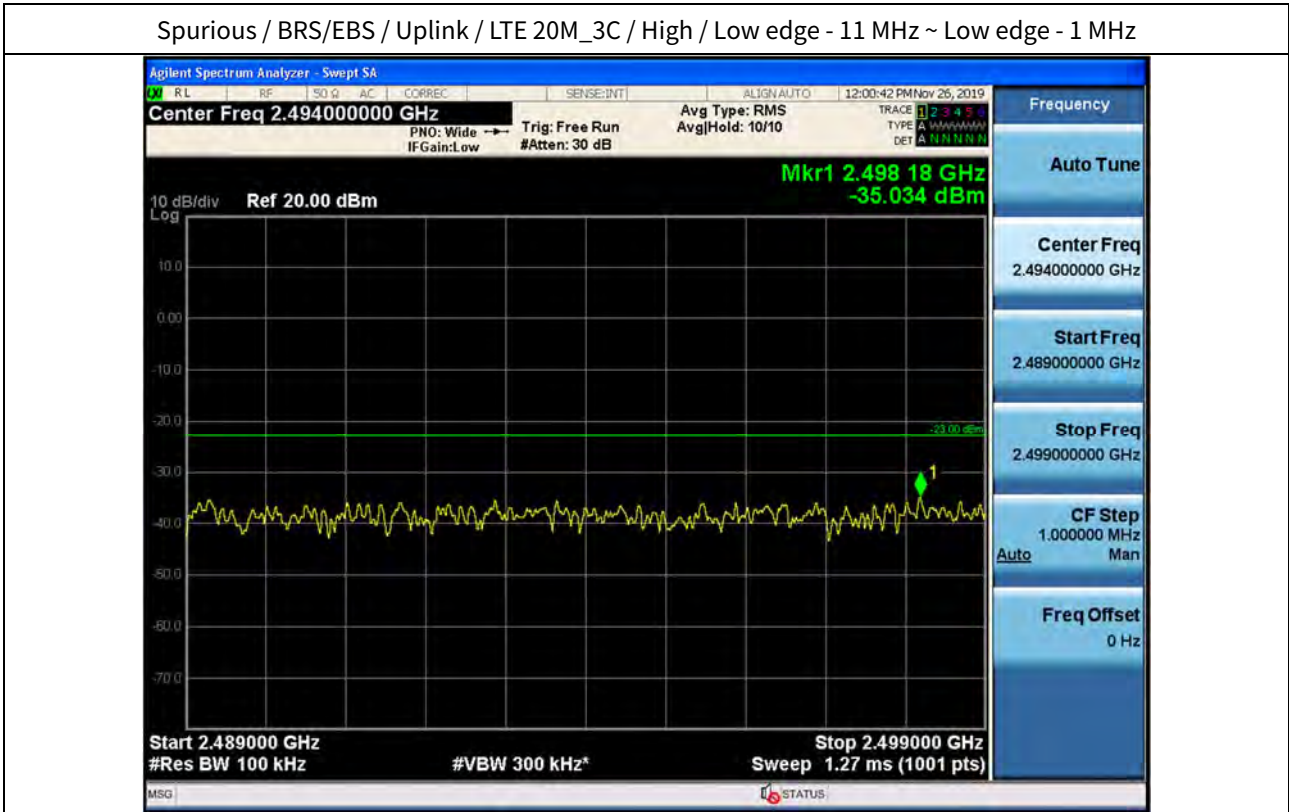 Spurious / BRS/EBS / Uplink / LTE 20M_3C / High / Low edge - 11 MHz ~ Low edge - 1 MHz
Agilent Spectrum Analyzer - Swept SA
RL RF 50 Ω AC CORREC SENSE:INT ALIGN AUTO 12:00:42 PM Nov 26, 2019
Center Freq 2.494000000 GHz
PNO: Wide Trig: Free Run
IFGain:Low #Atten: 30 dB
Avg Type: RMS
Avg|Hold: 10/10
TRACE 1 2 3 4 5 6
TYPE A WWWWW
DET A N N N N N
Mkr1 2.498 18 GHz
-35.034 dBm
10 dB/div Ref 20.00 dBm
Log
10.0
0.00
-10.0
-20.0
-23.00 dBm
-30.0
1
-40.0
-50.0
-60.0
-70.0
Start 2.489000 GHz Stop 2.499000 GHz
#Res BW 100 kHz #VBW 300 kHz* Sweep 1.27 ms (1001 pts)
MSG STATUS
Frequency
Auto Tune
Center Freq
2.494000000 GHz
Start Freq
2.489000000 GHz
Stop Freq
2.499000000 GHz
CF Step
1.000000 MHz
Auto Man
Freq Offset
0 Hz